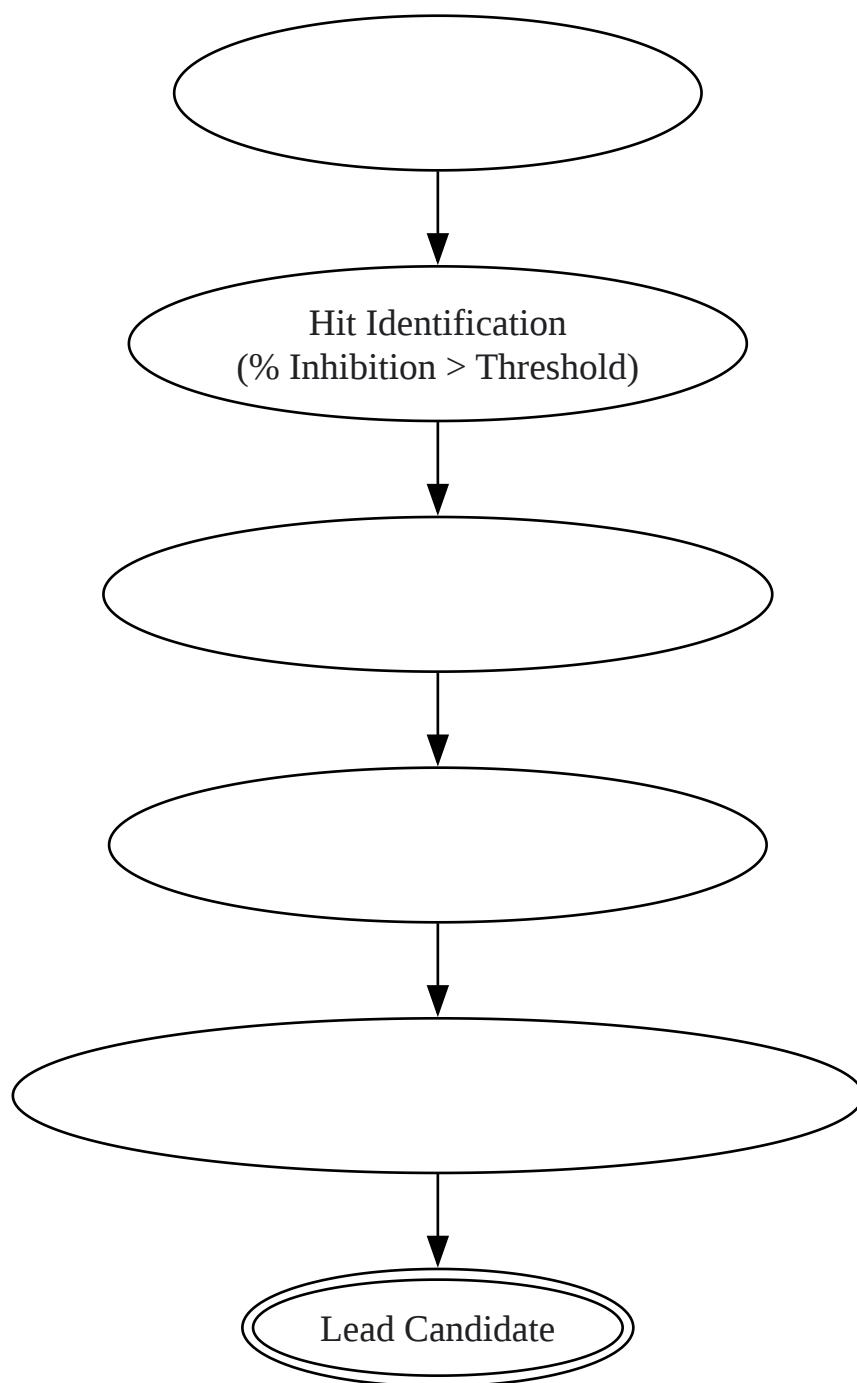 Hit Identification
(% Inhibition > Threshold)
Lead Candidate